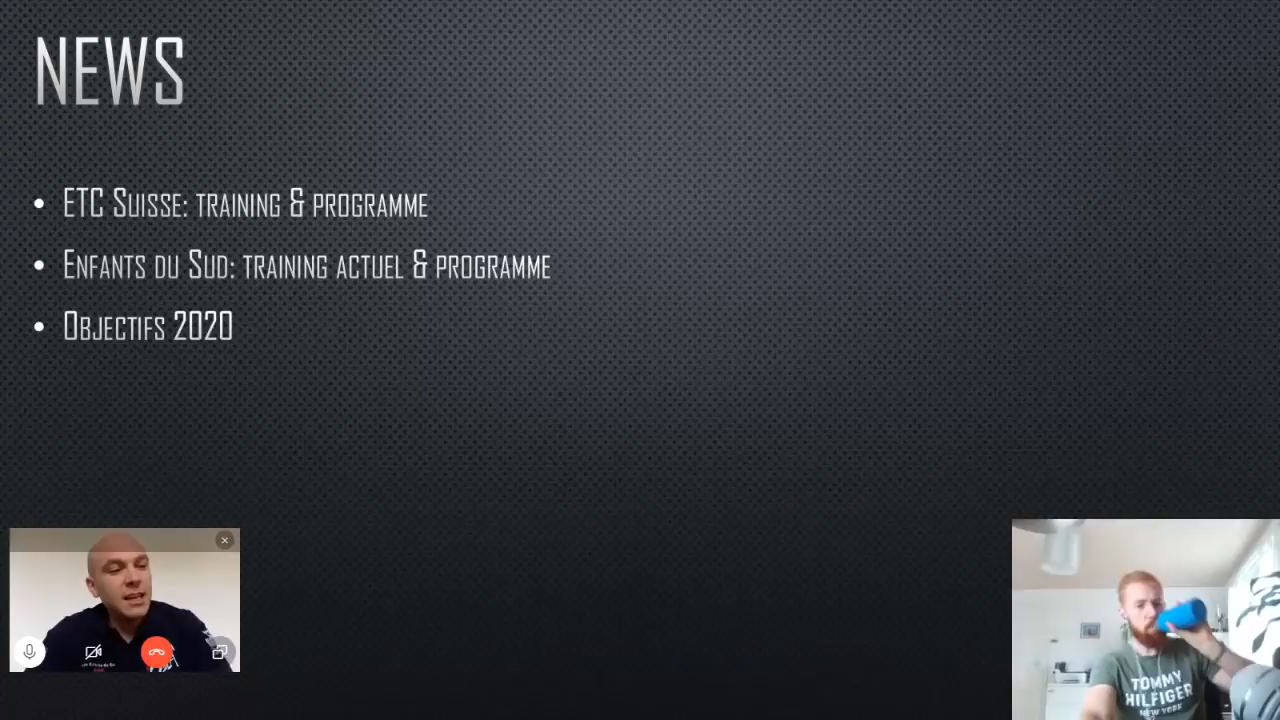 NEWS
ETC Suisse: training & programme
Enfants du Sud: training actuel & programme
Objectifs 2020
TOMMY
HILFIGER
NEW YORK